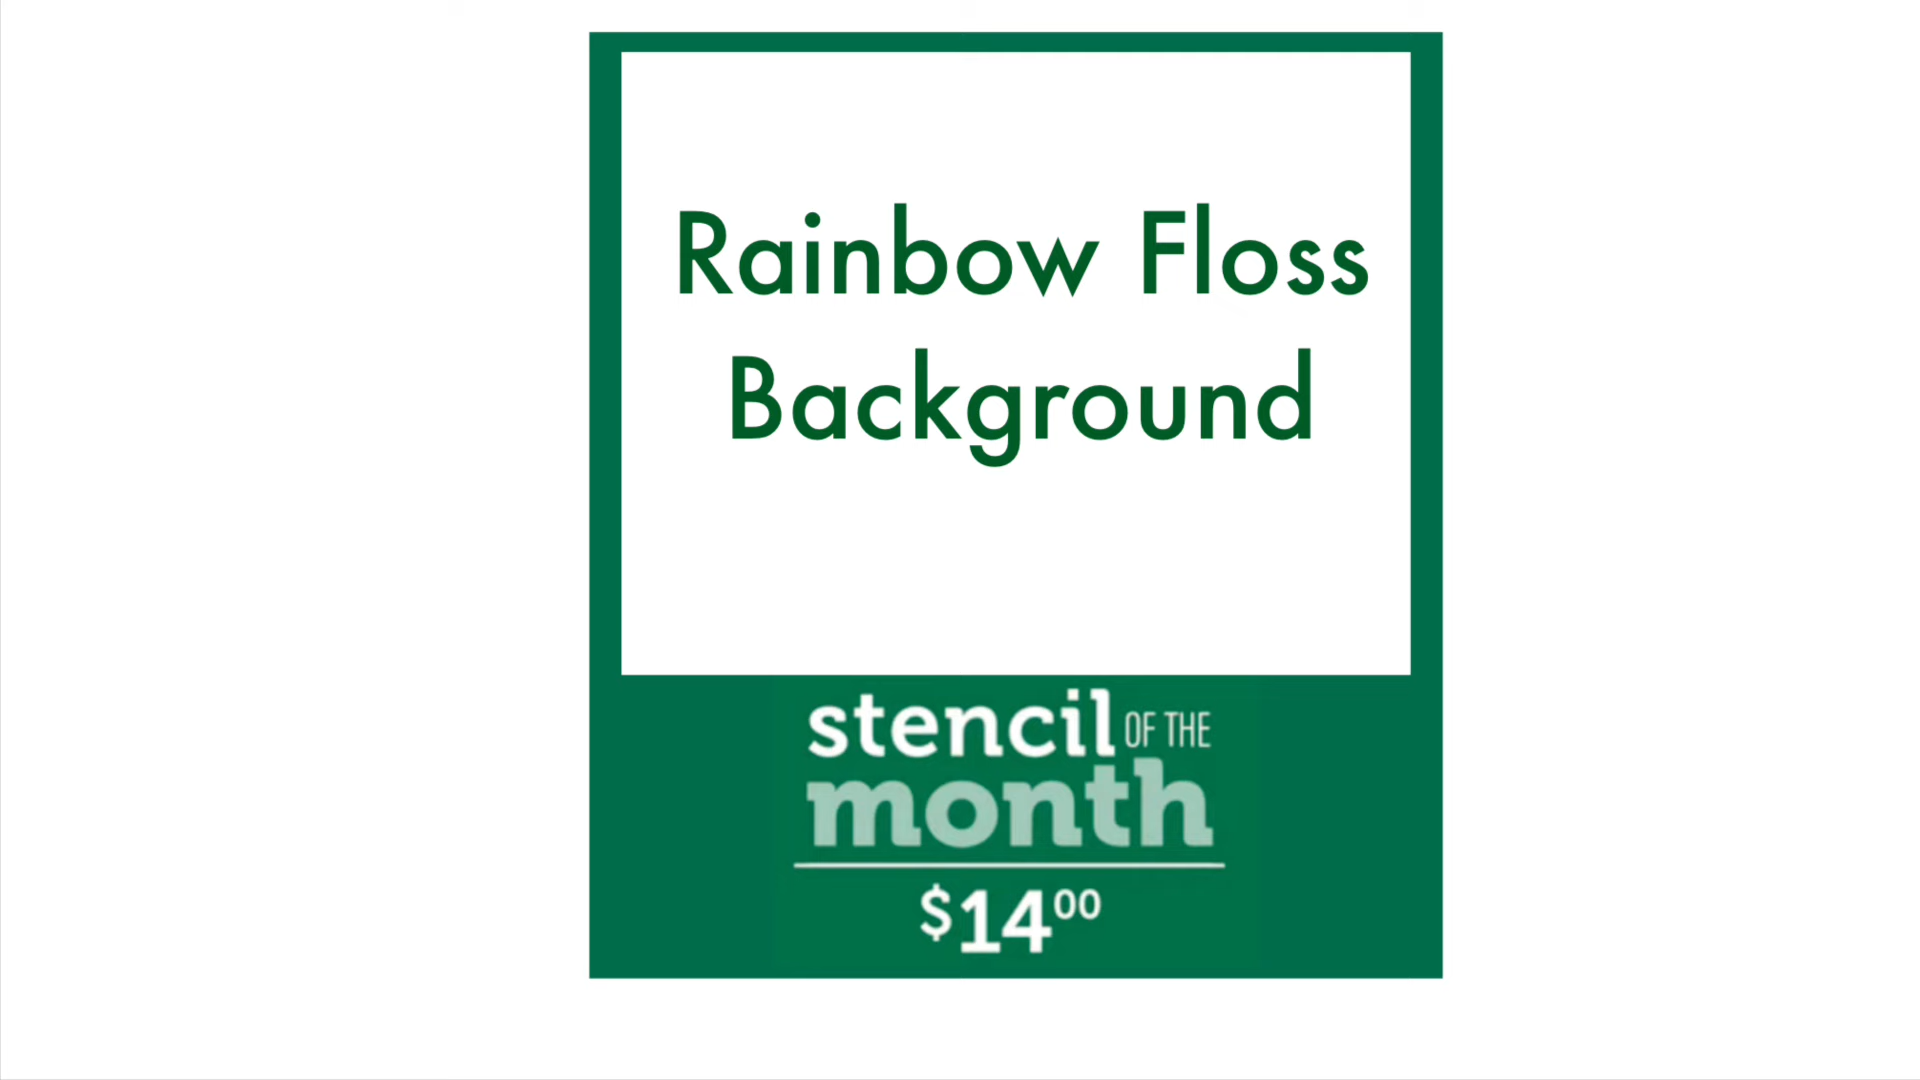 Rainbow Floss
Background
stencil OF THE
month
$1400